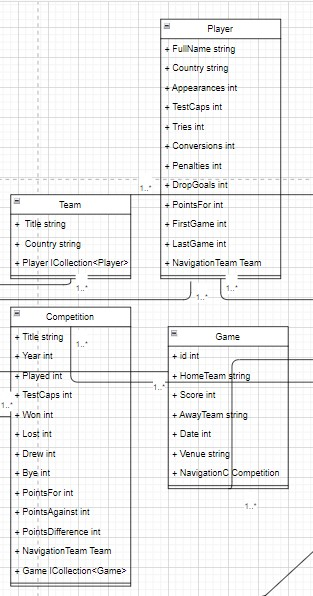 Player
+ FullName string
+ Country string
+ Appearances int
+ TestCaps int
+ Tries int
+ Conversions int
+ Penalties int
+ DropGoals int
+ PointsFor int
+ FirstGame int
+ LastGame int
+ NavigationTeam Team
1..*
Team
+ Title string
+ Country string
+ Player ICollection<Player>
1..*
1..*
1..*
Competition
+ Title string
+ Year int
+ Played int
+ TestCaps int
+ Won int
+ Lost int
+ Drew int
+ Bye int
+ PointsFor int
+ PointsAgainst int
+ PointsDifference int
+ NavigationTeam Team
+ Game ICollection<Game>
1..*
1..*
1..*
Game
+ id int
+ HomeTeam string
+ Score int
+ AwayTeam string
+ Date int
+ Venue string
+ NavigationC Competition
1..*